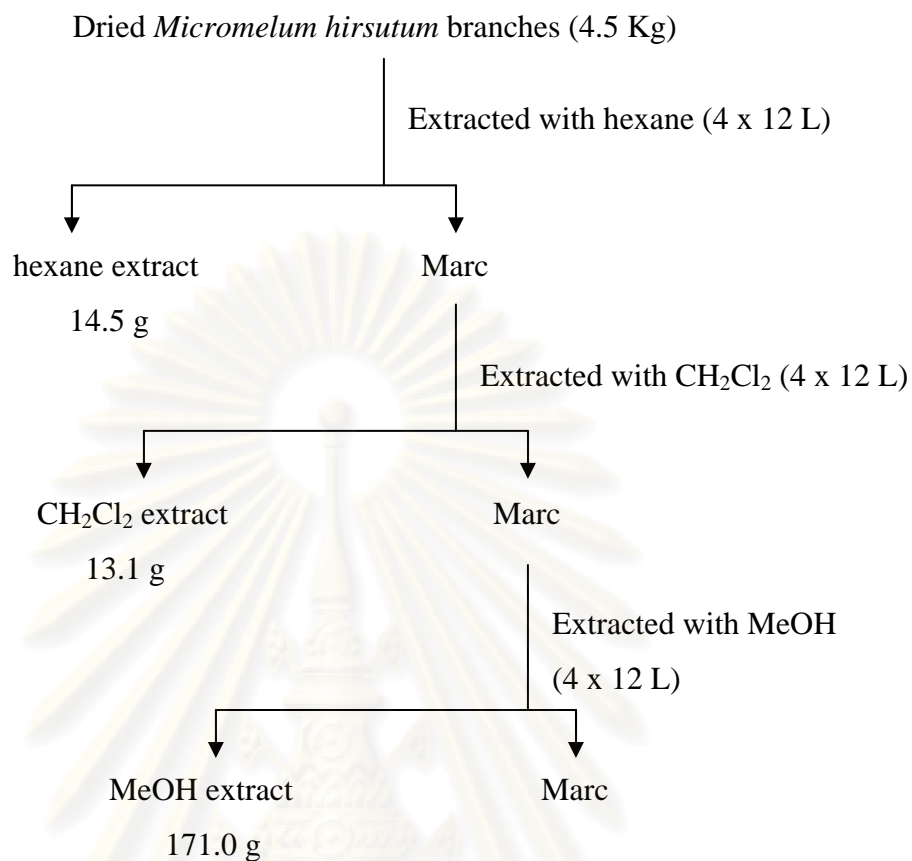 Dried Micromelum hirsutum branches (4.5 Kg)
Extracted with hexane (4 x 12 L)
hexane extract
14.5 g
Marc
Extracted with CH₂Cl₂ (4 x 12 L)
CH₂Cl₂ extract
13.1 g
Marc
Extracted with MeOH
(4 x 12 L)
MeOH extract
171.0 g
Marc